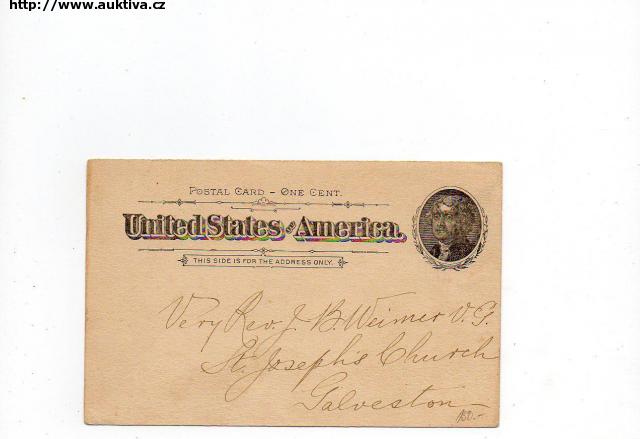 http://www.auktiva.cz
POSTAL CARD - ONE CENT.
United States of America.
THIS SIDE IS FOR THE ADDRESS ONLY.
Very Rev. J. B. Weimer V.G.
St. Joseph's Church
Galveston
150.-